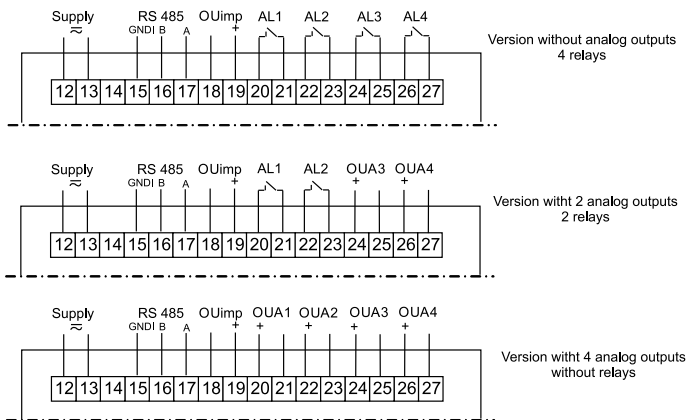 Supply RS 485 OUimp AL1 AL2 AL3 AL4
≂ GNDI B A +
Version without analog outputs
4 relays
12 13 14 15 16 17 18 19 20 21 22 23 24 25 26 27
Supply RS 485 OUimp AL1 AL2 OUA3 OUA4
≂ GNDI B A + + +
Version witht 2 analog outputs
2 relays
12 13 14 15 16 17 18 19 20 21 22 23 24 25 26 27
Supply RS 485 OUimp OUA1 OUA2 OUA3 OUA4
≂ GNDI B A + + + + +
Version witht 4 analog outputs
without relays
12 13 14 15 16 17 18 19 20 21 22 23 24 25 26 27